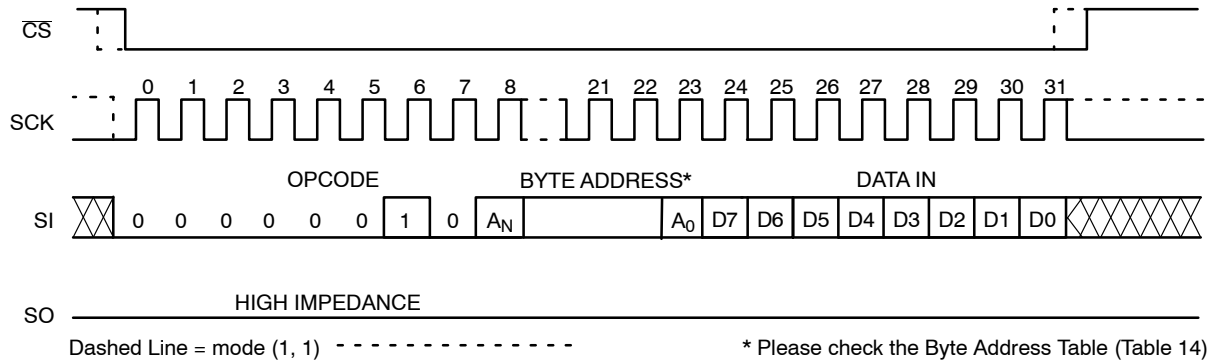 CS
0 1 2 3 4 5 6 7 8 21 22 23 24 25 26 27 28 29 30 31
SCK
OPCODE BYTE ADDRESS* DATA IN
SI 0 0 0 0 0 0 1 0 AN A0 D7 D6 D5 D4 D3 D2 D1 D0
HIGH IMPEDANCE
SO
Dashed Line = mode (1, 1) * Please check the Byte Address Table (Table 14)